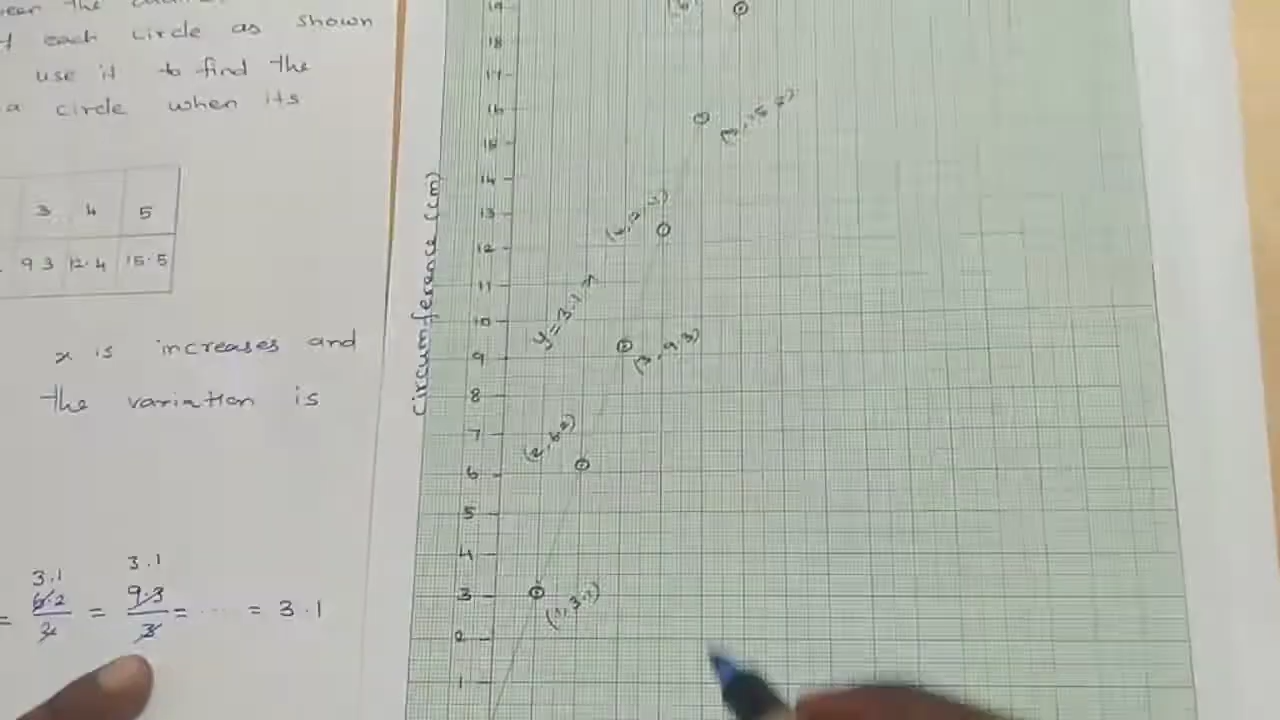 of each circle as shown
use it to find the
a circle when its
3 4 5
9 3 12.4 15.5
x is increases and
the variation is
3.1 3.1
= 6.2/2 = 9.3/3 = ..... = 3.1
Circumference (cm)
18
17
16
15
14
13
12
11
10
9
8
7
6
5
4
3
2
1
y = 3.1 x
(3, 9.3)
(2, 6.2)
(1, 3.1)